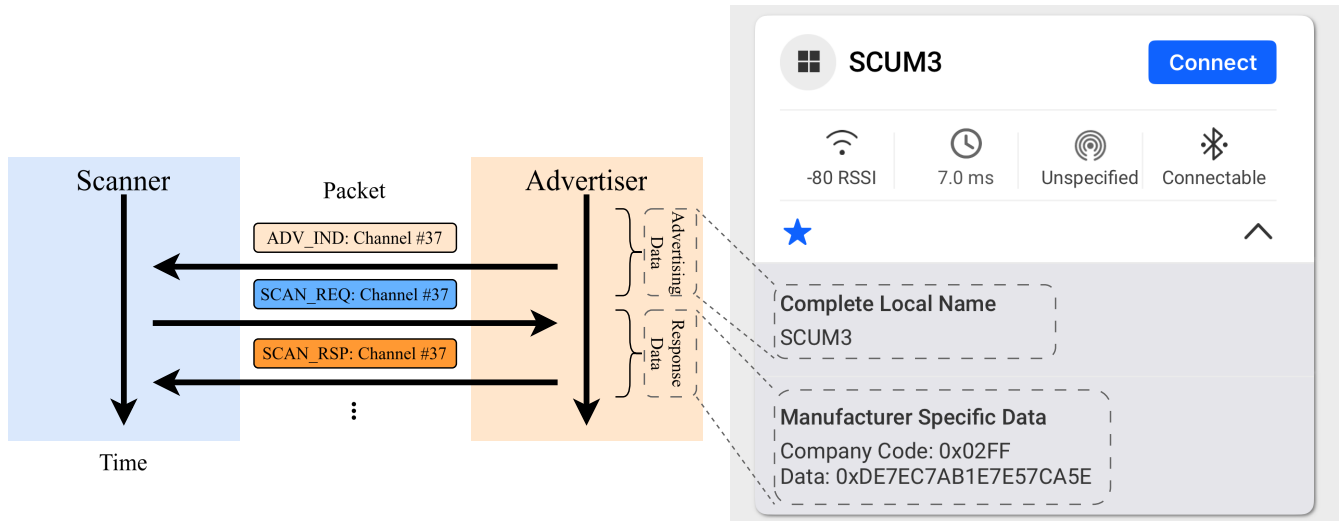 Scanner
Packet
Advertiser
ADV_IND: Channel #37
SCAN_REQ: Channel #37
SCAN_RSP: Channel #37
Advertising
Data
Response
Data
Time
SCUM3
Connect
-80 RSSI
7.0 ms
Unspecified
Connectable
Complete Local Name
SCUM3
Manufacturer Specific Data
Company Code: 0x02FF
Data: 0xDE7EC7AB1E7E57CA5E